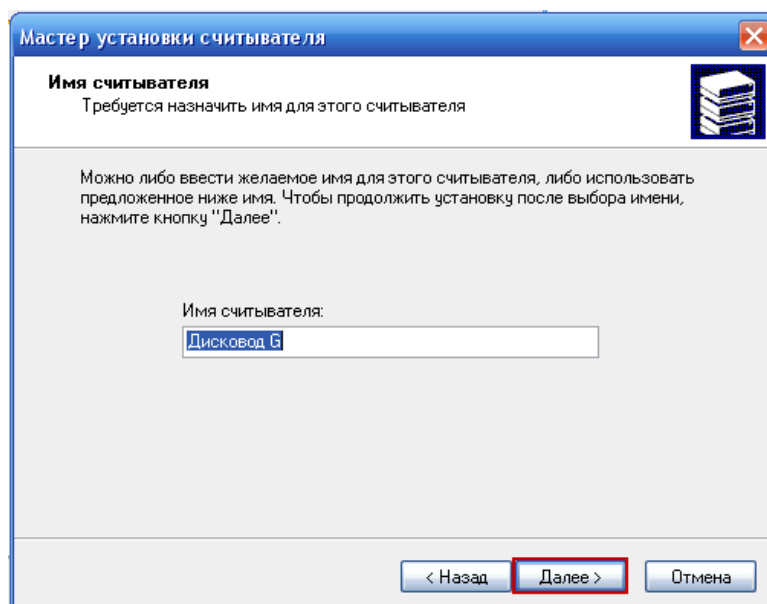 Мастер установки считывателя
Имя считывателя
Требуется назначить имя для этого считывателя
Можно либо ввести желаемое имя для этого считывателя, либо использовать
предложенное ниже имя. Чтобы продолжить установку после выбора имени,
нажмите кнопку "Далее".
Имя считывателя:
Дисковод G
< Назад
Далее >
Отмена